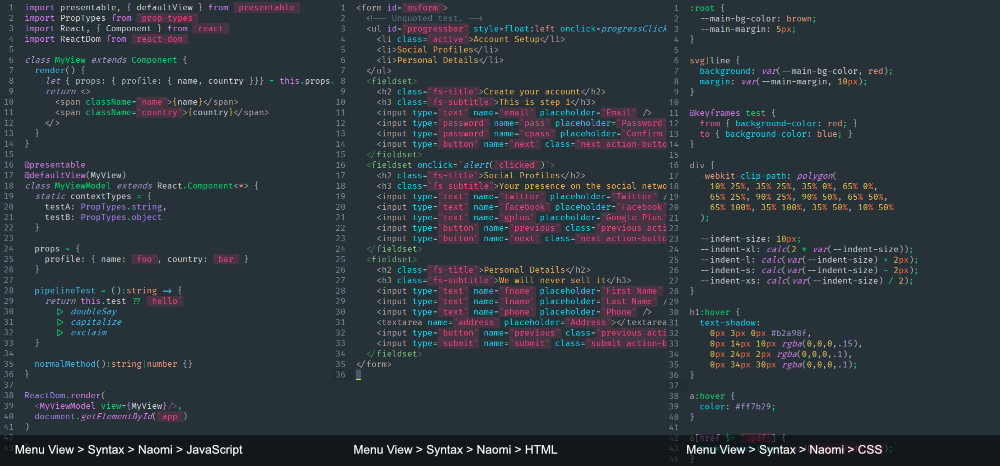 1 import presentable, { defaultView } from 'presentable'
2 import PropTypes from 'prop-types'
3 import React, { Component } from 'react'
4 import ReactDom from 'react-dom'
5
6 class MyView extends Component {
7 render() {
8 let { props: { profile: { name, country }}} = this.props
9 return <>
10 <span className="name">{name}</span>
11 <span className="country">{country}</span>
12 </>
13 }
14 }
15
16 @presentable
17 @defaultView(MyView)
18 class MyViewModel extends React.Component<*> {
19 static contextTypes = {
20 testA: PropTypes.string,
21 testB: PropTypes.object
22 }
23
24 props = {
25 profile: { name: 'foo', country: 'bar' }
26 }
27
28 pipelineTest = ():string => {
29 return this.test ?? 'hello'
30 |> doubleSay
31 |> capitalize
32 |> exclaim
33 }
34
35 normalMethod():string|number {}
36 }
37
38 ReactDom.render(
39 <MyViewModel view={MyView}/>,
40 document.getElementById('app')
41 )
42
Menu View > Syntax > Naomi > JavaScript
1 <form id="msform">
2 <!-- Unquoted test. -->
3 <ul id="progressbar" style=float:left onclick=progressClick
4 <li class="active">Account Setup</li>
5 <li>Social Profiles</li>
6 <li>Personal Details</li>
7 </ul>
8 <fieldset>
9 <h2 class="fs-title">Create your account</h2>
10 <h3 class="fs-subtitle">This is step 1</h3>
11 <input type="text" name="email" placeholder="Email" />
12 <input type="password" name="pass" placeholder="Password"
13 <input type="password" name="cpass" placeholder="Confirm
14 <input type="button" name="next" class="next action-button
15 </fieldset>
16 <fieldset onclick="alert('clicked')">
17 <h2 class="fs-title">Social Profiles</h2>
18 <h3 class="fs-subtitle">Your presence on the social netwo
19 <input type="text" name="twitter" placeholder="Twitter" /
20 <input type="text" name="facebook" placeholder="Facebook"
21 <input type="text" name="gplus" placeholder="Google Plus"
22 <input type="button" name="previous" class="previous acti
23 <input type="button" name="next" class="next action-butto
24 </fieldset>
25 <fieldset>
26 <h2 class="fs-title">Personal Details</h2>
27 <h3 class="fs-subtitle">We will never sell it</h3>
28 <input type="text" name="fname" placeholder="First Name"
29 <input type="text" name="lname" placeholder="Last Name" /
30 <input type="text" name="phone" placeholder="Phone" />
31 <textarea name="address" placeholder="Address"></textarea
32 <input type="button" name="previous" class="previous acti
33 <input type="submit" name="submit" class="submit action-b
34 </fieldset>
35 </form>
36
Menu View > Syntax > Naomi > HTML
1 :root {
2 --main-bg-color: brown;
3 --main-margin: 5px;
4 }
5
6 svg|line {
7 background: var(--main-bg-color, red);
8 margin: var(--main-margin, 10px);
9 }
10
11 @keyframes test {
12 from { background-color: red; }
13 to { background-color: blue; }
14 }
15
16 div {
17 -webkit-clip-path: polygon(
18 10% 25%, 35% 25%, 35% 0%, 65% 0%,
19 65% 25%, 90% 25%, 90% 50%, 65% 50%,
20 65% 100%, 35% 100%, 35% 50%, 10% 50%
21 );
22
23 --indent-size: 10px;
24 --indent-xl: calc(2 * var(--indent-size));
25 --indent-l: calc(var(--indent-size) + 2px);
26 --indent-s: calc(var(--indent-size) - 2px);
27 --indent-xs: calc(var(--indent-size) / 2);
28 }
29
30 h1:hover {
31 text-shadow:
32 0px 3px 0px #b2a98f,
33 0px 14px 10px rgba(0,0,0,.15),
34 0px 24px 2px rgba(0,0,0,.1),
35 0px 34px 30px rgba(0,0,0,.1);
36 }
37
38 a:hover {
39 color: #ff7b29;
40 }
41
42 a[href $= '.pdf'] {
44
Menu View > Syntax > Naomi > CSS